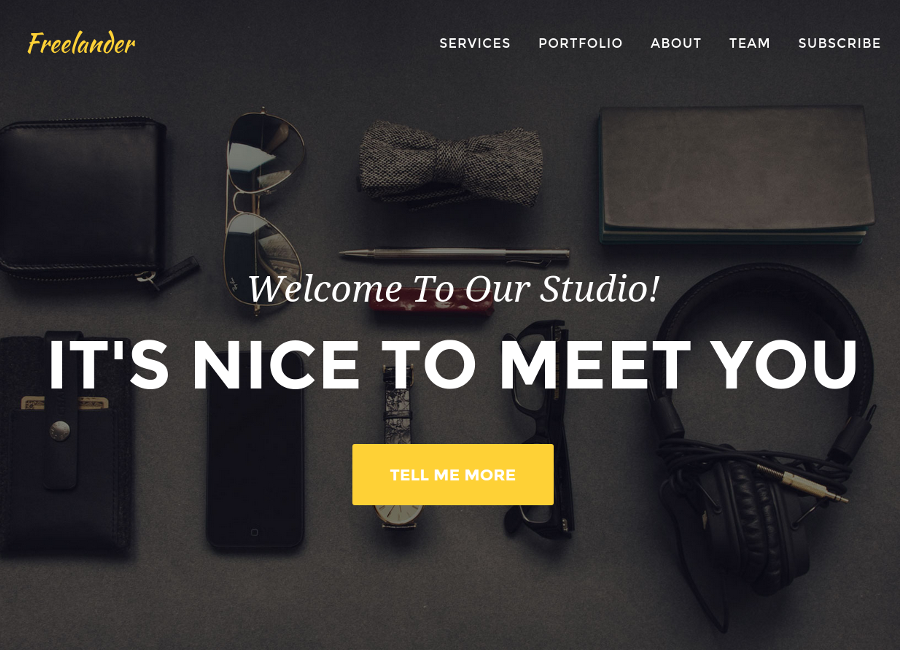 Freelander
SERVICES PORTFOLIO ABOUT TEAM SUBSCRIBE
Welcome To Our Studio!
IT'S NICE TO MEET YOU
TELL ME MORE